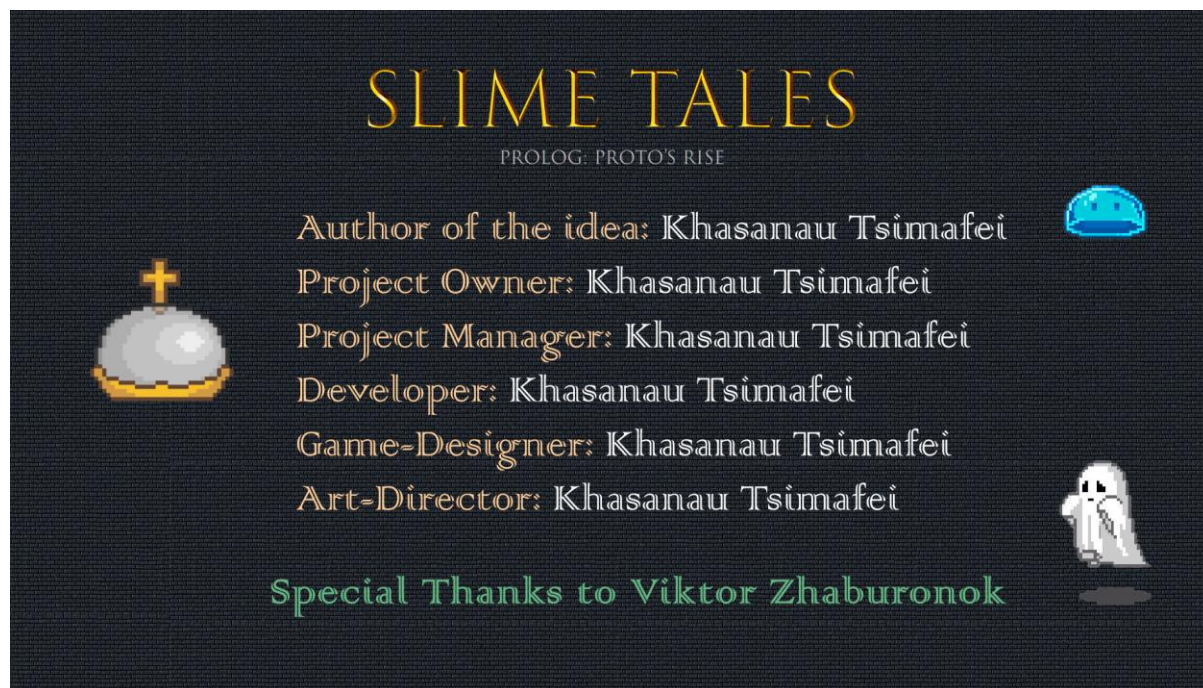 SLIME TALES
PROLOG: PROTO'S RISE
Author of the idea: Khasanau Tsimafei
Project Owner: Khasanau Tsimafei
Project Manager: Khasanau Tsimafei
Developer: Khasanau Tsimafei
Game-Designer: Khasanau Tsimafei
Art-Director: Khasanau Tsimafei
Special Thanks to Viktor Zhaburonok